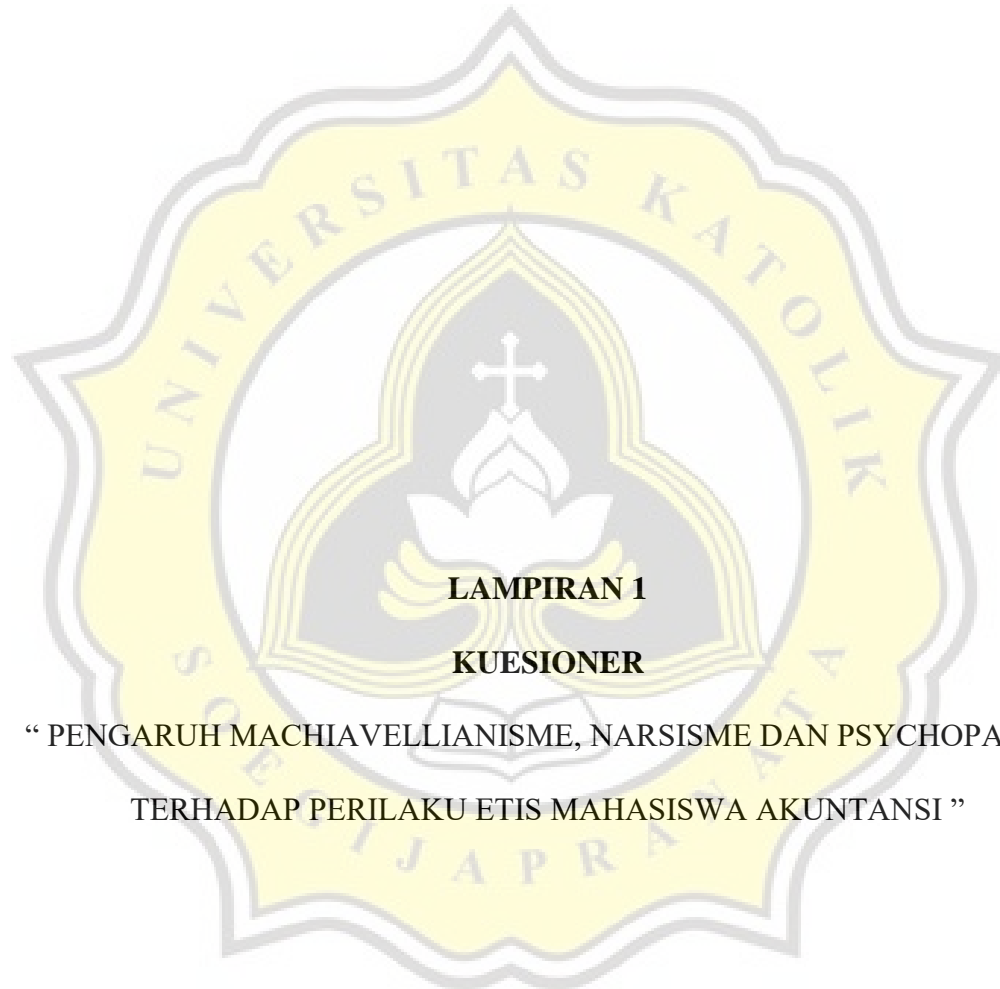 UNIVERSITAS KATOLIK
LAMPIRAN 1
KUESIONER
“ PENGARUH MACHIAVELLIANISME, NARSISME DAN PSYCHOPA
TERHADAP PERILAKU ETIS MAHASISWA AKUNTANSI ”
SOEGIJAPRANATA